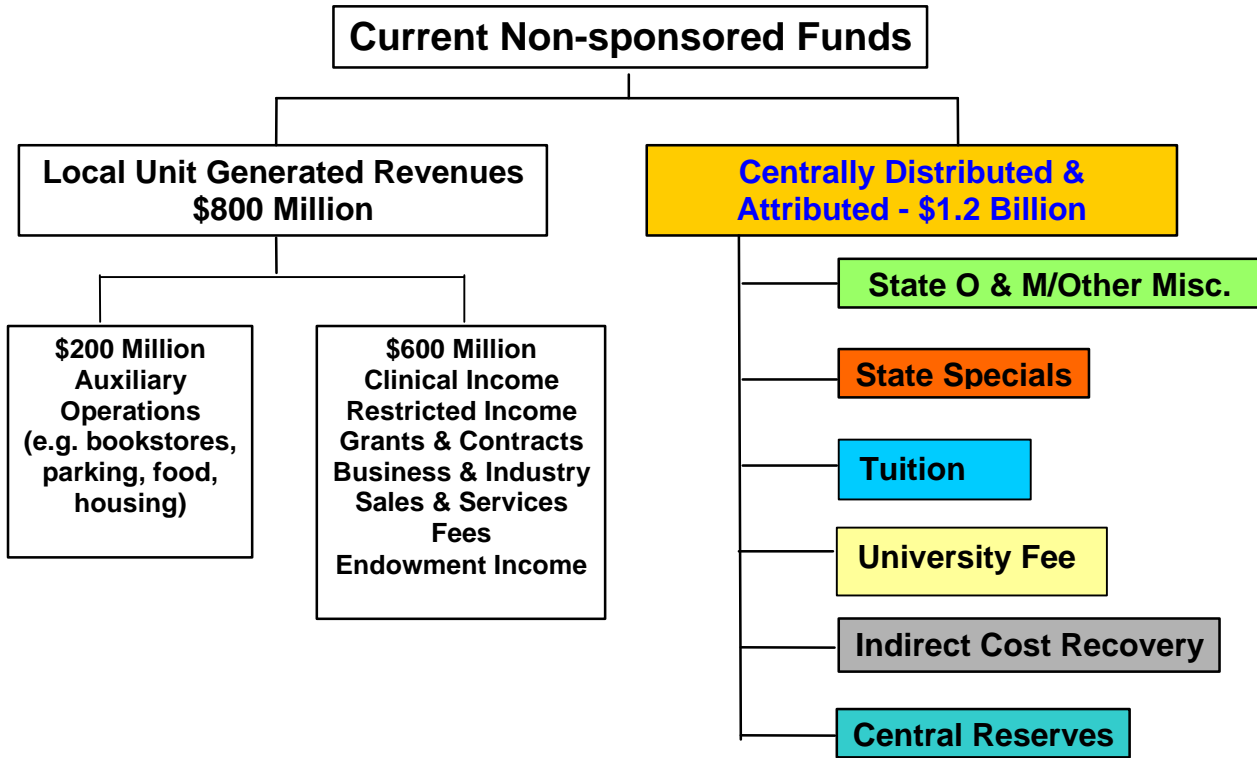 Current Non-sponsored Funds
Local Unit Generated Revenues
$800 Million
Centrally Distributed &
Attributed - $1.2 Billion
$200 Million
Auxiliary
Operations
(e.g. bookstores,
parking, food,
housing)
$600 Million
Clinical Income
Restricted Income
Grants & Contracts
Business & Industry
Sales & Services
Fees
Endowment Income
State O & M/Other Misc.
State Specials
Tuition
University Fee
Indirect Cost Recovery
Central Reserves